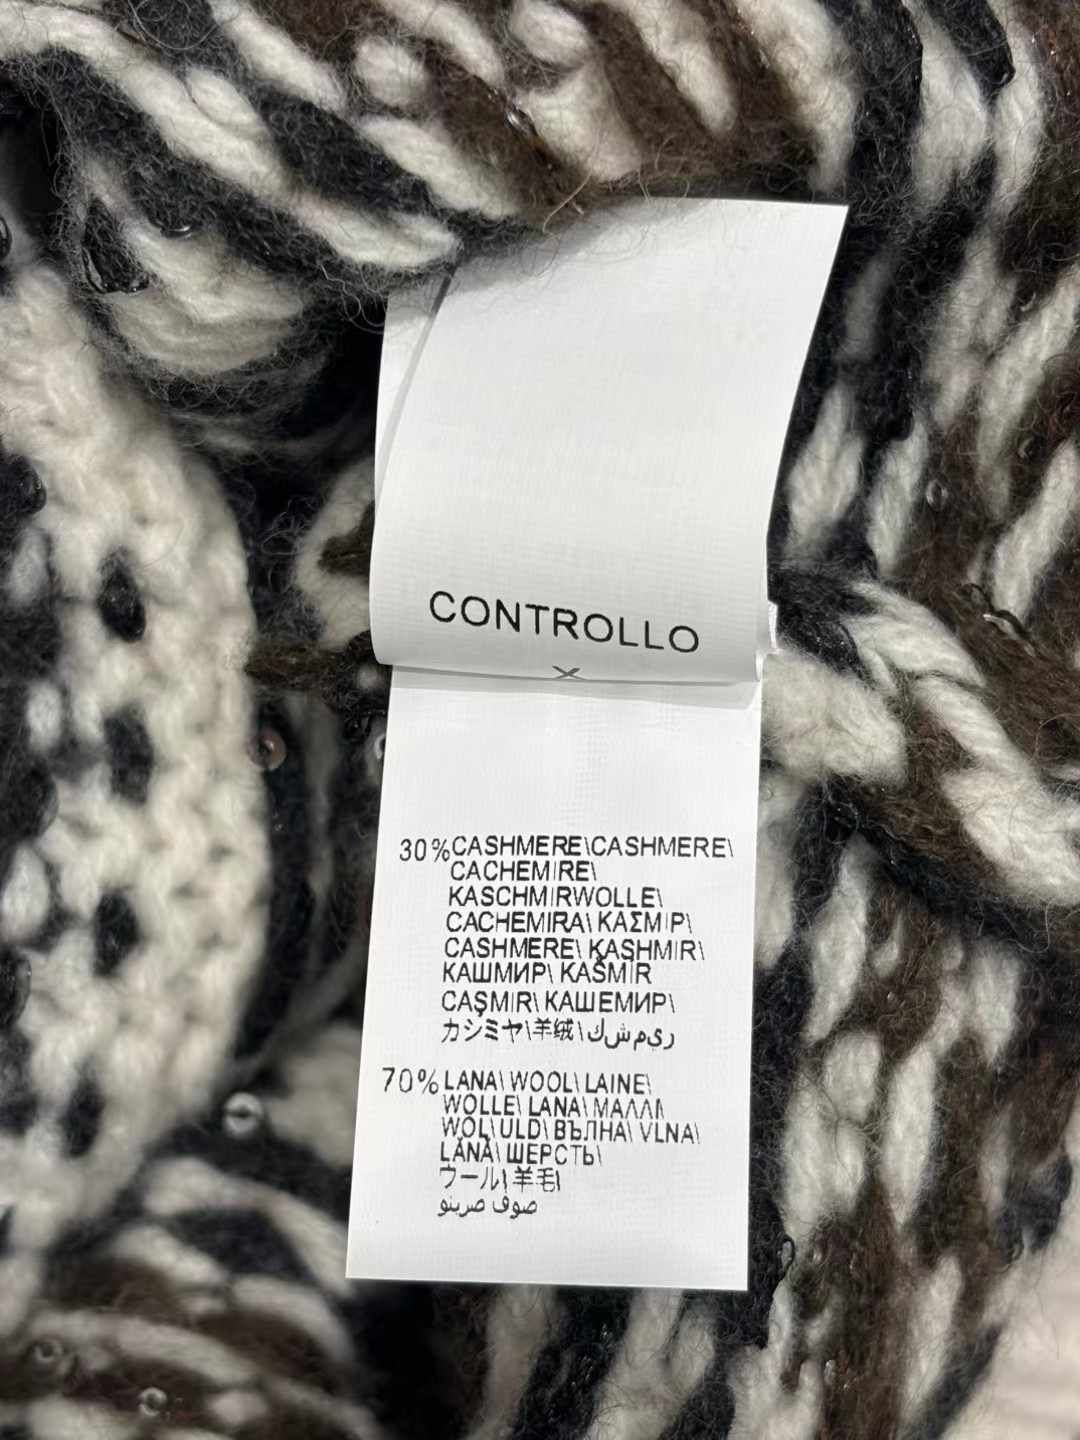 CONTROLLO
X
30% CASHMERE\CASHMERE\
CACHEMIRE\
KASCHMIRWOLLE\
CACHEMIRA\ ΚΑΣΜΙΡ\
CASHMERE\ KASHMIR\
КАШМИР\ KAŠMÍR
CAŞMIR\ КАШЕМИР\
カシミヤ\羊绒\كشمیر
70% LANA\ WOOL\ LAINE\
WOLLE\ LANA\ ΜΑΛΛΙ\
WOL\ ULD\ ВЪЛНА\ VLNA\
LÂNĂ\ ШЕРСТЬ\
ウール\ 羊毛\
صوف صرينو